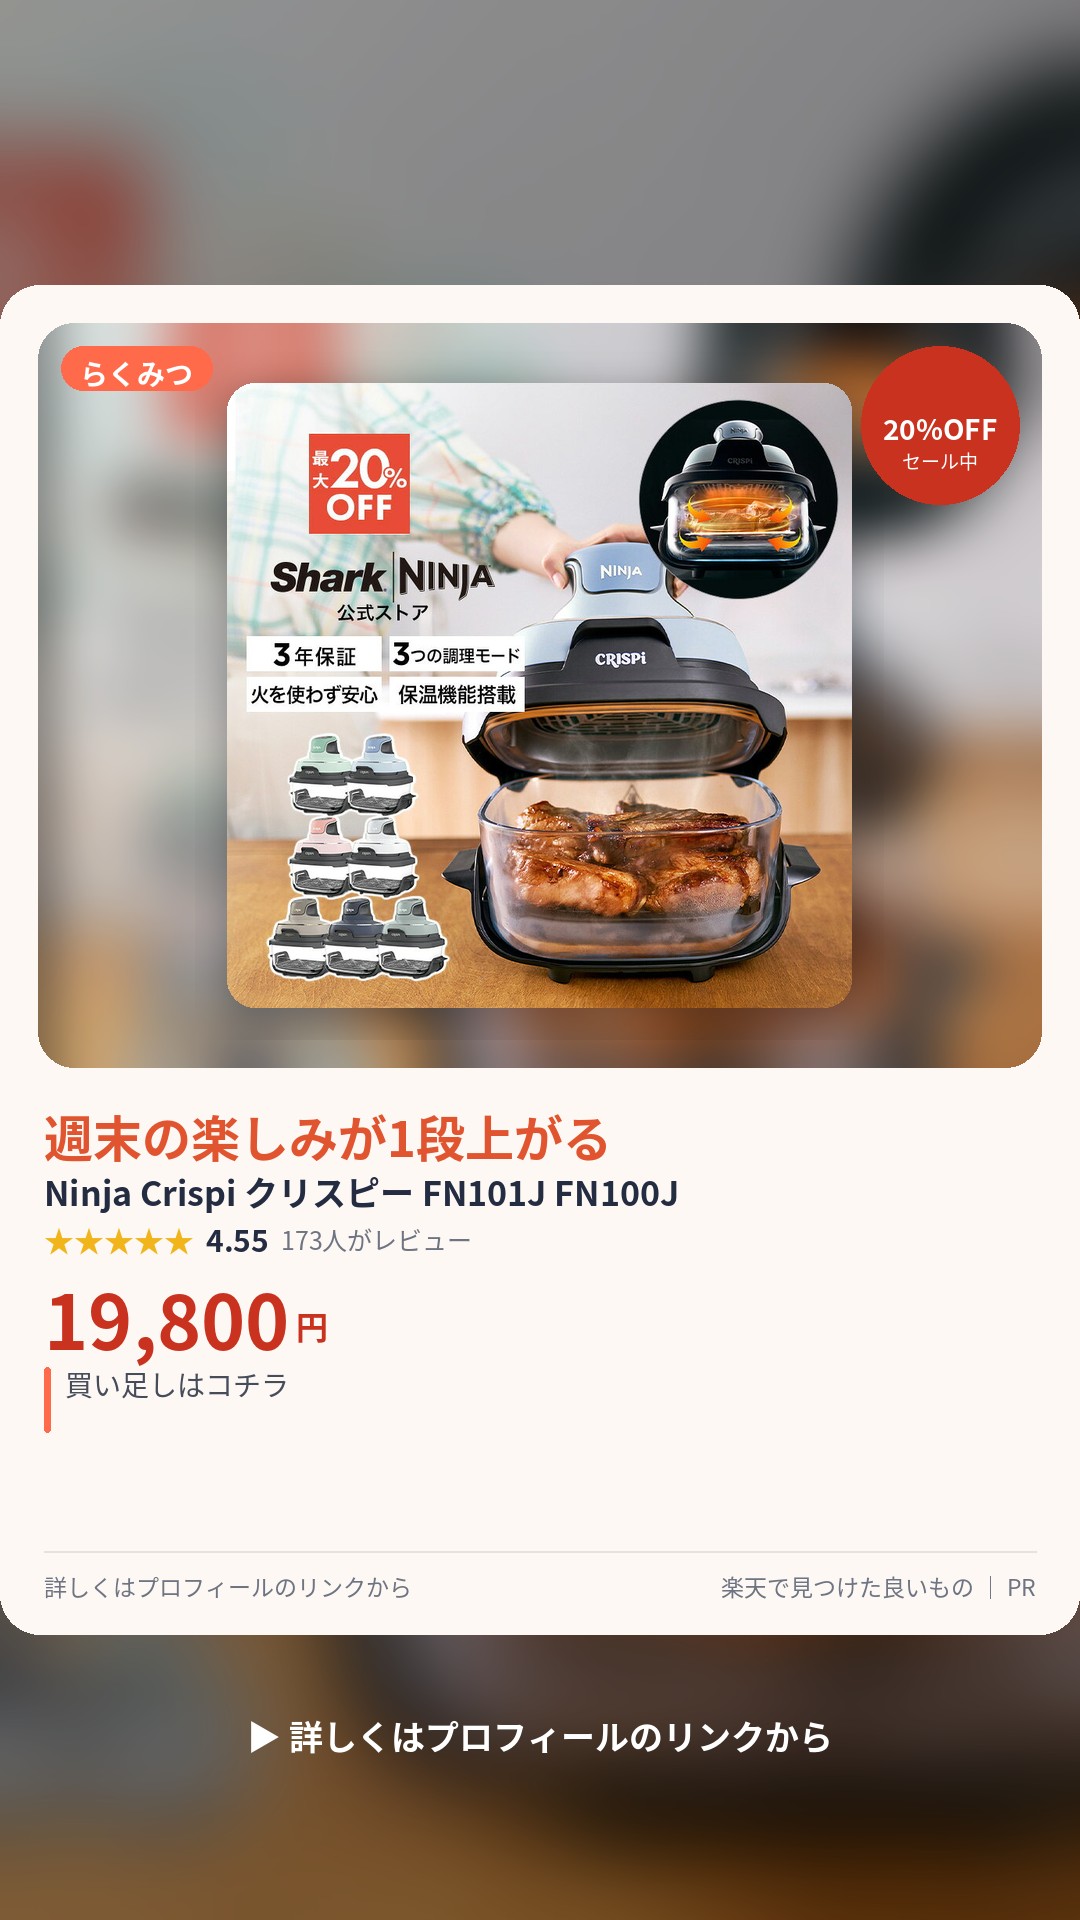 らくみつ
20%OFF
セール中
最大20%OFF
Shark NINJA
公式ストア
3年保証
3つの調理モード
火を使わず安心
保温機能搭載
NINJA
CRISPi
NINJA
CRISPi
週末の楽しみが1段上がる
Ninja Crispi クリスピー FN101J FN100J
★★★★★ 4.55 173人がレビュー
19,800円
買い足しはコチラ
詳しくはプロフィールのリンクから
楽天で見つけた良いもの｜PR
▶ 詳しくはプロフィールのリンクから